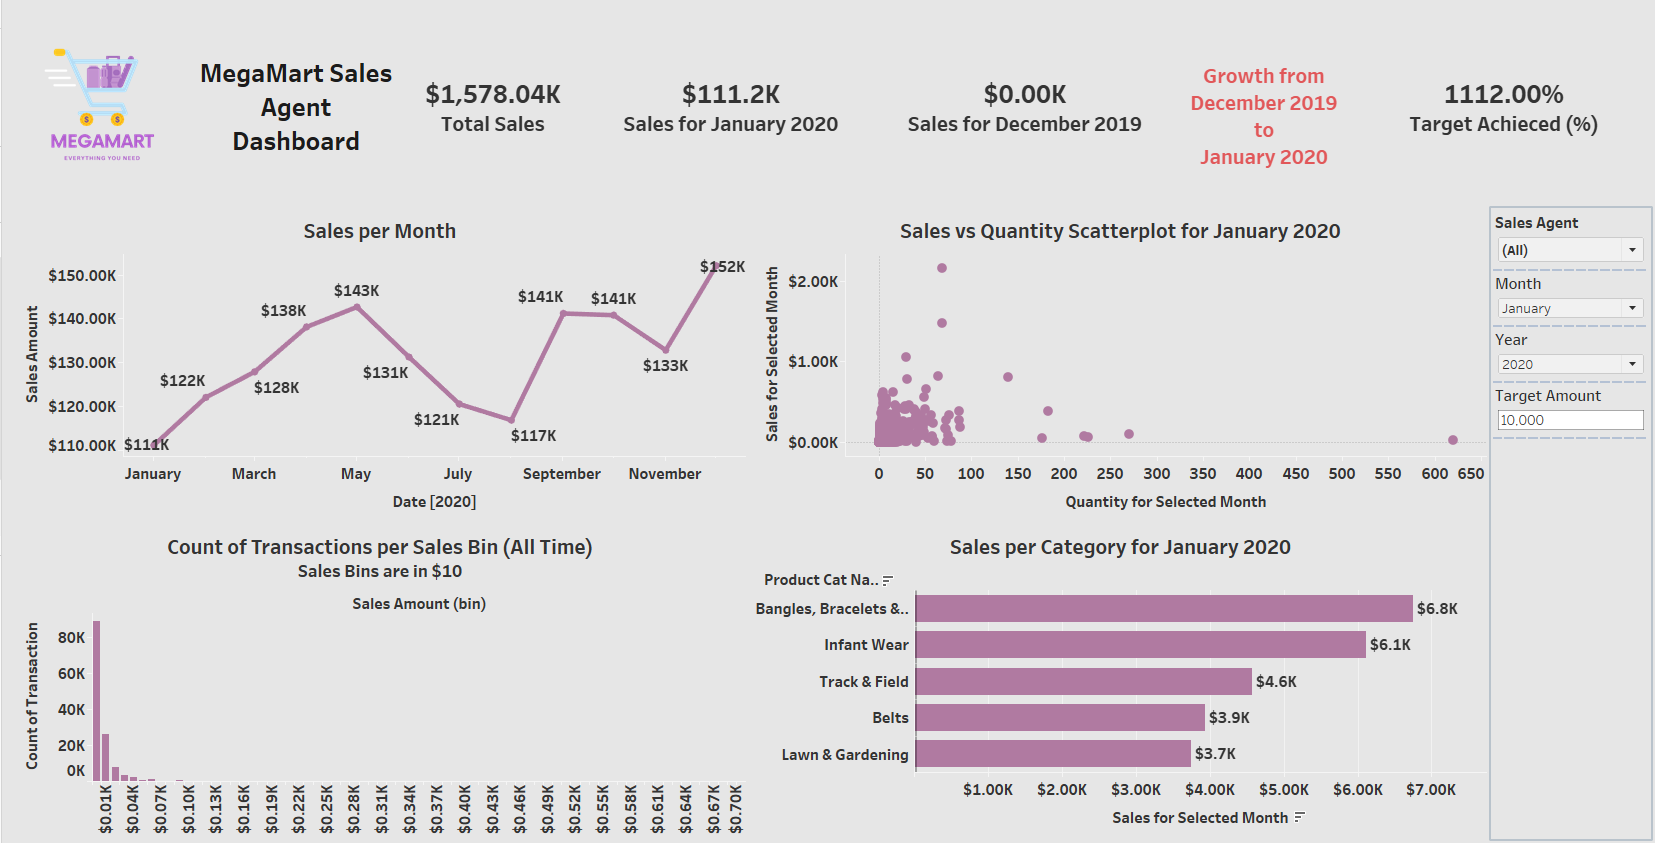 MEGAMART
EVERYTHING YOU NEED
MegaMart Sales
Agent
Dashboard
$1,578.04K
Total Sales
$111.2K
Sales for January 2020
$0.00K
Sales for December 2019
Growth from
December 2019
to
January 2020
1112.00%
Target Achieced (%)
Sales per Month
Sales Amount
$150.00K
$140.00K
$130.00K
$120.00K
$110.00K
$111K
$122K
$128K
$138K
$143K
$131K
$121K
$117K
$141K
$141K
$133K
$152K
January March May July September November
Date [2020]
Sales vs Quantity Scatterplot for January 2020
Sales for Selected Month
$2.00K
$1.00K
$0.00K
0 50 100 150 200 250 300 350 400 450 500 550 600 650
Quantity for Selected Month
Sales Agent
(All)
Month
January
Year
2020
Target Amount
10.000
Count of Transactions per Sales Bin (All Time)
Sales Bins are in $10
Sales Amount (bin)
Count of Transaction
80K
60K
40K
20K
0K
$0.01K $0.04K $0.07K $0.10K $0.13K $0.16K $0.19K $0.22K $0.25K $0.28K $0.31K $0.34K $0.37K $0.40K $0.43K $0.46K $0.49K $0.52K $0.55K $0.58K $0.61K $0.64K $0.67K $0.70K
Sales per Category for January 2020
Product Cat Na..
Bangles, Bracelets &.. $6.8K
Infant Wear $6.1K
Track & Field $4.6K
Belts $3.9K
Lawn & Gardening $3.7K
$1.00K $2.00K $3.00K $4.00K $5.00K $6.00K $7.00K
Sales for Selected Month